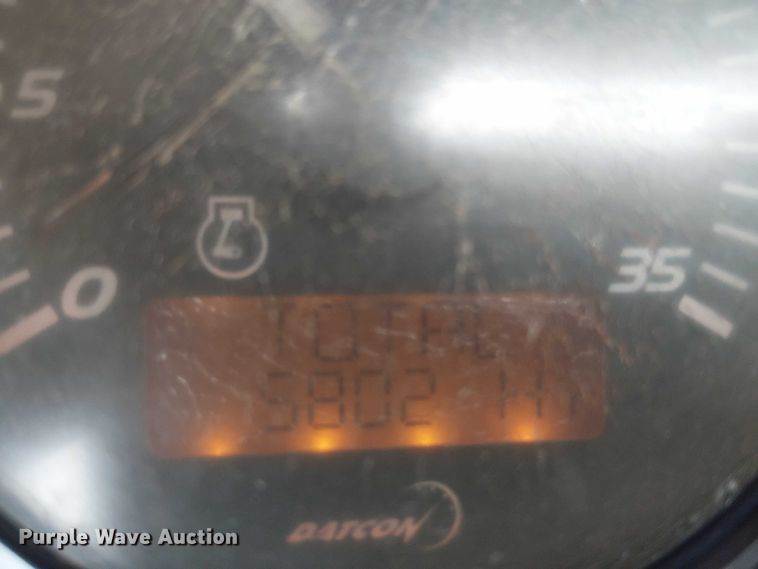 5
0
35
TOTAL
5802 Hr
DATCON
Purple Wave Auction